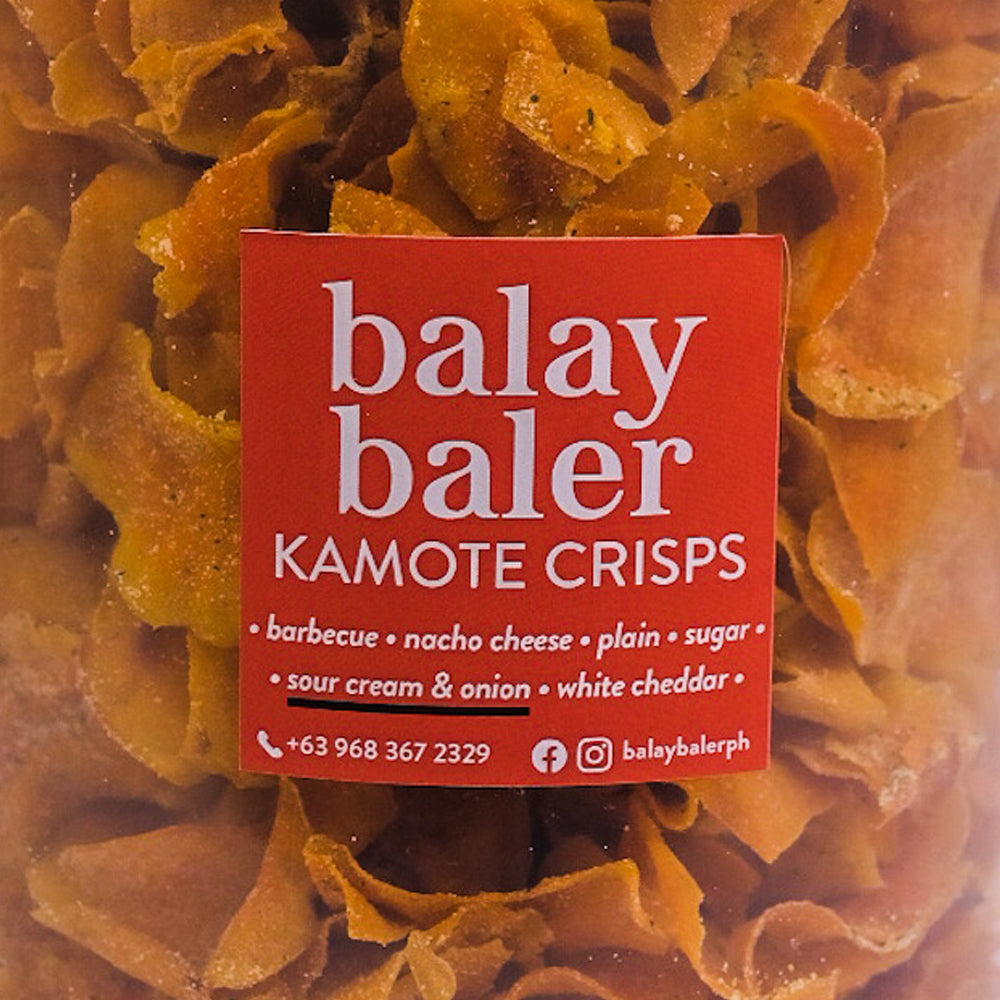 balay
baler
KAMOTE CRISPS
• barbecue • nacho cheese • plain • sugar •
• sour cream & onion • white cheddar •
+63 968 367 2329 balaybalerph